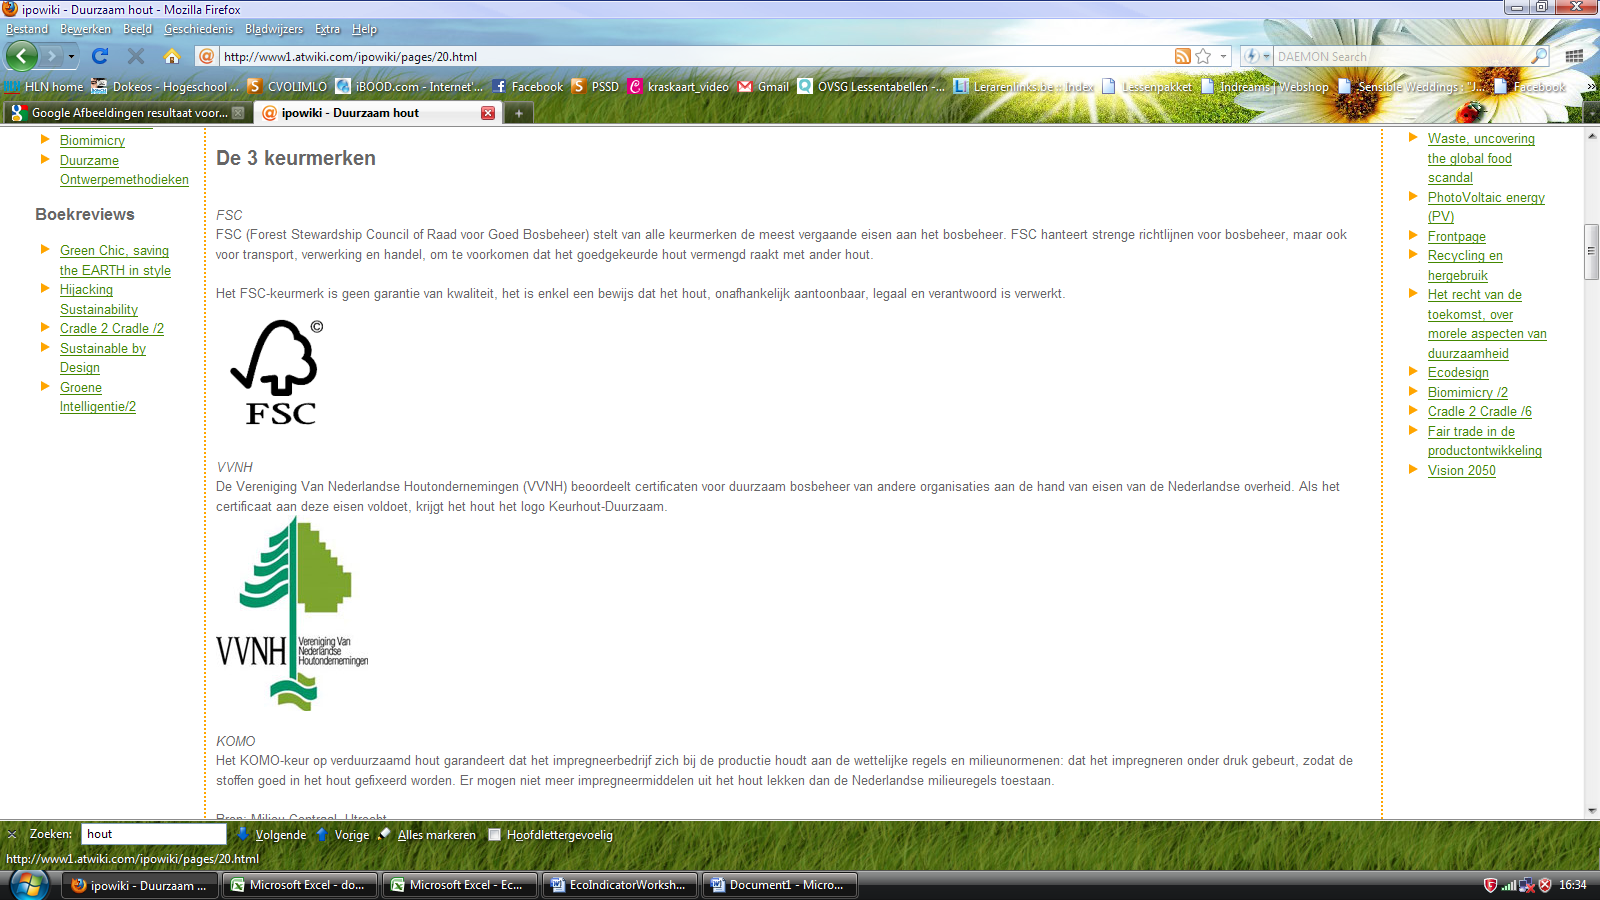 ipowiki - Duurzaam hout - Mozilla Firefox
Bestand Bewerken Beeld Geschiedenis Bladwijzers Extra Help
http://www1.atwiki.com/ipowiki/pages/20.html
DAEMON Search
HLN home Dokeos - Hogeschool ... CVOLIMLO iBOOD.com - Internet'... Facebook PSSD kraskaart_video Gmail OVSG Lessentabellen -... Lerarenlinks.be :: Index Lessenpakket Indreams | Webshop Sensible Weddings : "J... Facebook
Google Afbeeldingen resultaat voor...
ipowiki - Duurzaam hout
Biomimicry
Duurzame
Ontwerpemethodieken
Boekreviews
Green Chic, saving
the EARTH in style
Hijacking
Sustainability
Cradle 2 Cradle /2
Sustainable by
Design
Groene
Intelligentie/2
De 3 keurmerken
FSC
FSC (Forest Stewardship Council of Raad voor Goed Bosbeheer) stelt van alle keurmerken de meest vergaande eisen aan het bosbeheer. FSC hanteert strenge richtlijnen voor bosbeheer, maar ook
voor transport, verwerking en handel, om te voorkomen dat het goedgekeurde hout vermengd raakt met ander hout.
Het FSC-keurmerk is geen garantie van kwaliteit, het is enkel een bewijs dat het hout, onafhankelijk aantoonbaar, legaal en verantwoord is verwerkt.
©
FSC
VVNH
De Vereniging Van Nederlandse Houtondernemingen (VVNH) beoordeelt certificaten voor duurzaam bosbeheer van andere organisaties aan de hand van eisen van de Nederlandse overheid. Als het
certificaat aan deze eisen voldoet, krijgt het hout het logo Keurhout-Duurzaam.
VVNH
Vereniging Van
Nederlandse
Houtondernemingen
KOMO
Het KOMO-keur op verduurzaamd hout garandeert dat het impregneerbedrijf zich bij de productie houdt aan de wettelijke regels en milieunormenen: dat het impregneren onder druk gebeurt, zodat de
stoffen goed in het hout gefixeerd worden. Er mogen niet meer impregneermiddelen uit het hout lekken dan de Nederlandse milieuregels toestaan.
Bron: Milieu Centraal, Utrecht
Waste, uncovering
the global food
scandal
PhotoVoltaic energy
(PV)
Frontpage
Recycling en
hergebruik
Het recht van de
toekomst, over
morele aspecten van
duurzaamheid
Ecodesign
Biomimicry /2
Cradle 2 Cradle /6
Fair trade in de
productontwikkeling
Vision 2050
Zoeken: hout Volgende Vorige Alles markeren Hoofdlettergevoelig
http://www1.atwiki.com/ipowiki/pages/20.html
ipowiki - Duurzaam ... Microsoft Excel - do... Microsoft Excel - Ec... EcoIndicatorWorksh... Document1 - Micro... 16:34